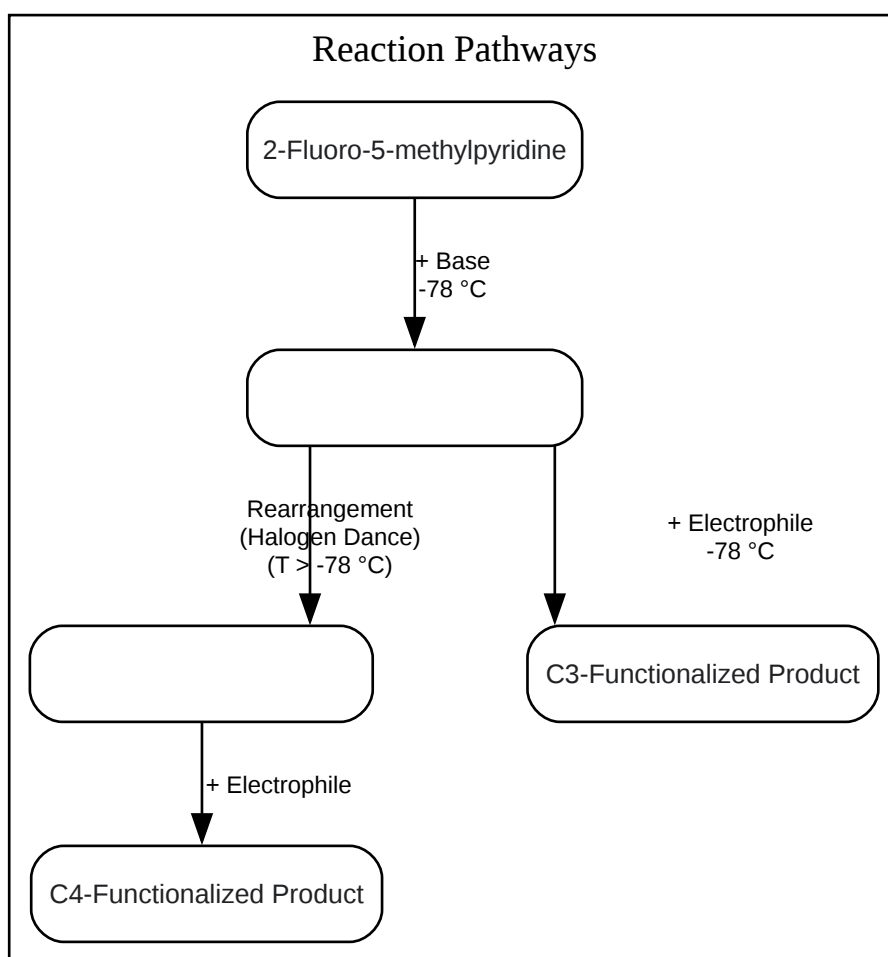 Reaction Pathways
2-Fluoro-5-methylpyridine
+ Base
-78 °C
Rearrangement
(Halogen Dance)
(T > -78 °C)
+ Electrophile
-78 °C
C3-Functionalized Product
+ Electrophile
C4-Functionalized Product